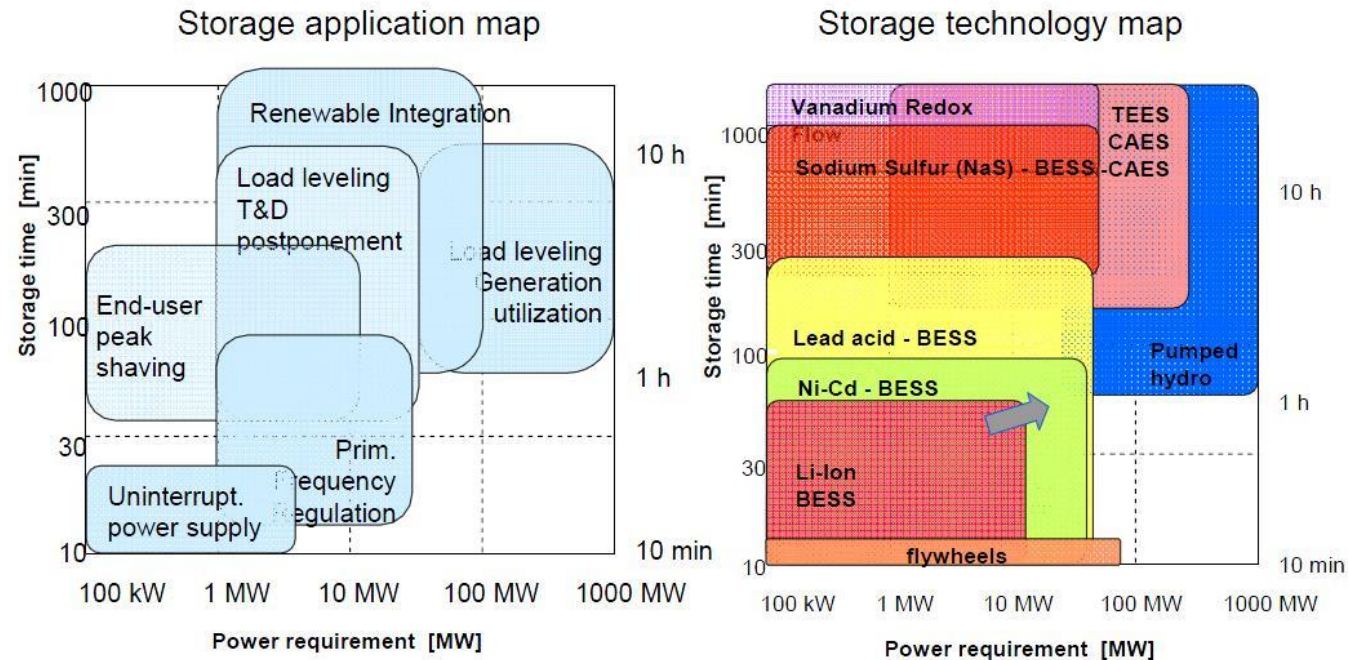 Storage application map
1000
300
100
30
10
Storage time [min]
Renewable Integration
Load leveling
T&D
postponement
Load leveling
Generation
utilization
End-user
peak
shaving
Prim.
Frequency
Regulation
Uninterrupt.
power supply
10 h
1 h
10 min
100 kW
1 MW
10 MW
100 MW
1000 MW
Power requirement [MW]
Storage technology map
1000
300
100
30
10
Storage time [min]
Vanadium Redox
Flow
TEES
CAES
Sodium Sulfur (NaS) - BESS -CAES
Lead acid - BESS
Pumped
hydro
Ni-Cd - BESS
Li-Ion
BESS
flywheels
10 h
1 h
10 min
100 kW
1 MW
10 MW
100 MW
1000 MW
Power requirement [MW]